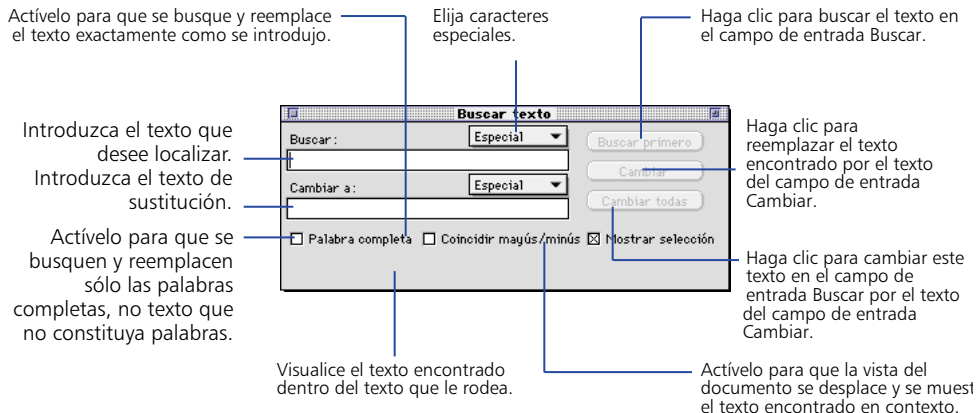 Actívelo para que se busque y reemplace
el texto exactamente como se introdujo.
Elija caracteres
especiales.
Haga clic para buscar el texto en
el campo de entrada Buscar.
Introduzca el texto que
desee localizar.
Introduzca el texto de
sustitución.
Actívelo para que se
busquen y reemplacen
sólo las palabras
completas, no texto que
no constituya palabras.
Buscar texto
Buscar:
Especial
Buscar primero
Cambiar
Cambiar a:
Especial
Cambiar todas
Palabra completa
Coincidir mayús/minús
Mostrar selección
Haga clic para
reemplazar el texto
encontrado por el texto
del campo de entrada
Cambiar.
Haga clic para cambiar este
texto en el campo de
entrada Buscar por el texto
del campo de entrada
Cambiar.
Visualice el texto encontrado
dentro del texto que le rodea.
Actívelo para que la vista del
documento se desplace y se muest
el texto encontrado en contexto.